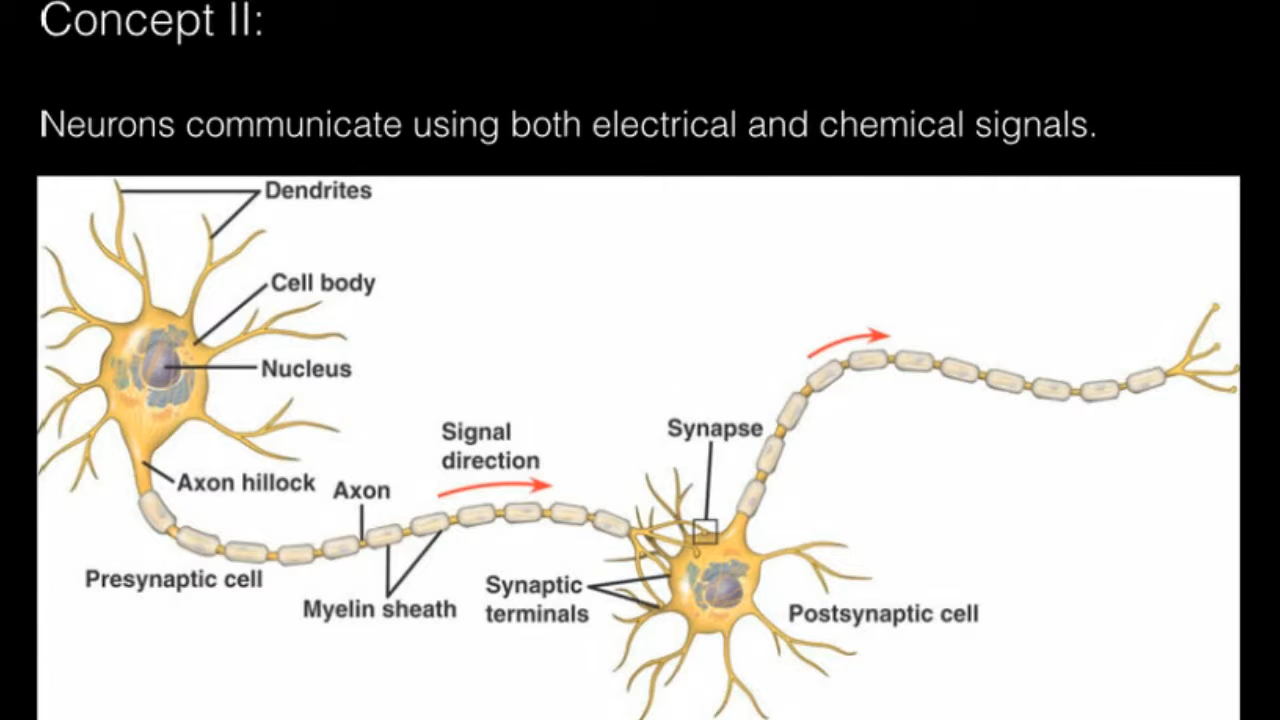 Concept II:
Neurons communicate using both electrical and chemical signals.
Dendrites
Cell body
Nucleus
Axon hillock
Axon
Signal
direction
Synapse
Presynaptic cell
Myelin sheath
Synaptic
terminals
Postsynaptic cell